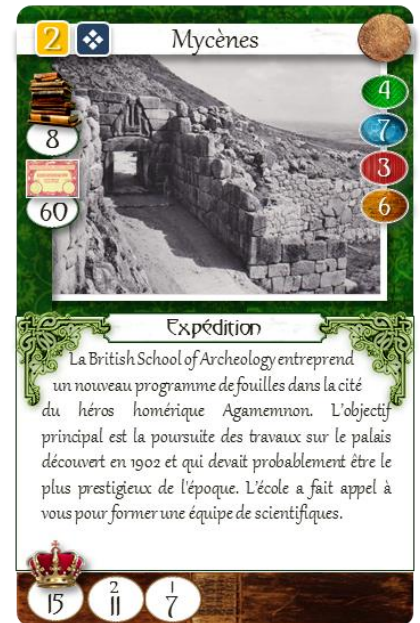 2 Mycènes
8
60
4
7
3
6
Expédition
La British School of Archeology entreprend
un nouveau programme de fouilles dans la cité
du héros homérique Agamemnon. L'objectif
principal est la poursuite des travaux sur le palais
découvert en 1902 et qui devait probablement être le
plus prestigieux de l'époque. L'école a fait appel à
vous pour former une équipe de scientifiques.
2 1
15 11 7